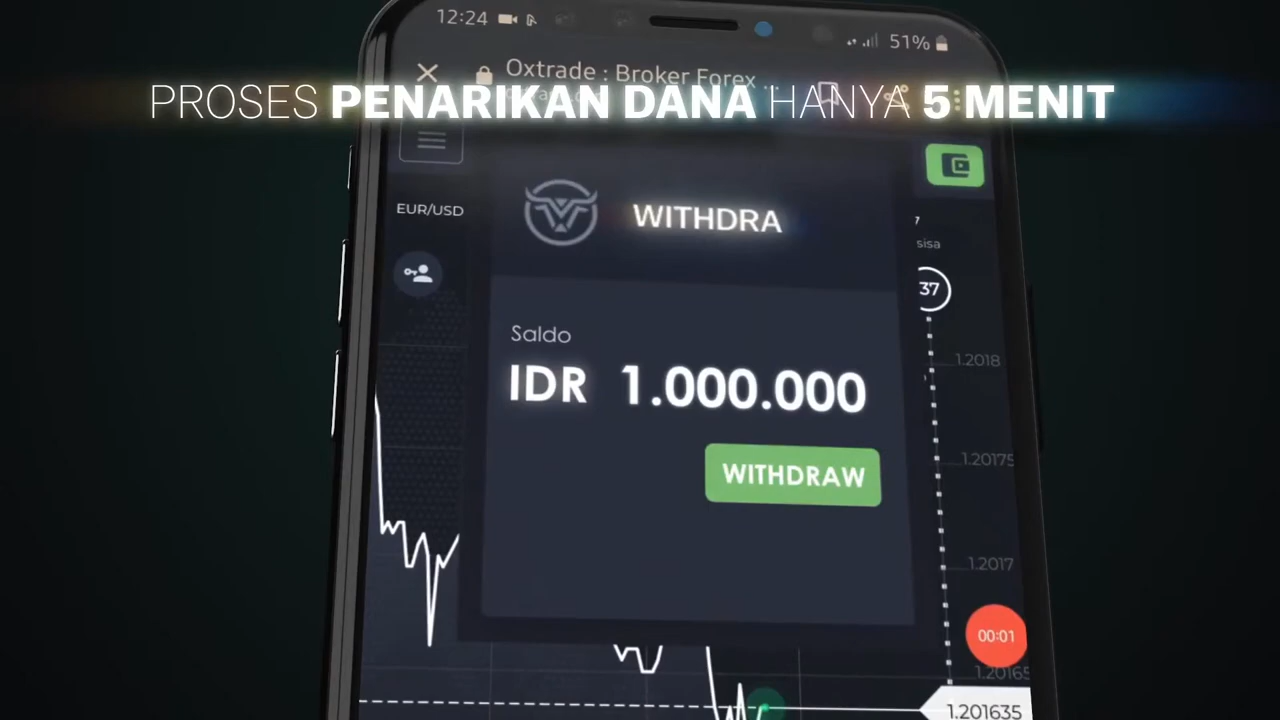 12:24
51%
Oxtrade : Broker Forex ...
PROSES PENARIKAN DANA HANYA 5 MENIT
EUR/USD
WITHDRA
7
sisa
37
Saldo
IDR 1.000.000
WITHDRAW
1.2018
1.20175
1.2017
00:01
1.20165
1.201635